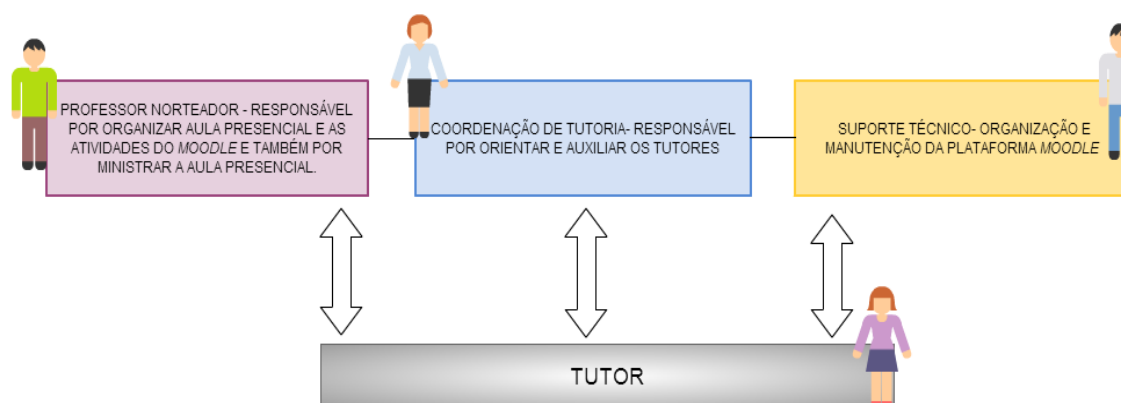 PROFESSOR NORTEADOR - RESPONSÁVEL
POR ORGANIZAR AULA PRESENCIAL E AS
ATIVIDADES DO MOODLE E TAMBÉM POR
MINISTRAR A AULA PRESENCIAL.
COORDENAÇÃO DE TUTORIA- RESPONSÁVEL
POR ORIENTAR E AUXILIAR OS TUTORES
SUPORTE TÉCNICO- ORGANIZAÇÃO E
MANUTENÇÃO DA PLATAFORMA MOODLE
TUTOR